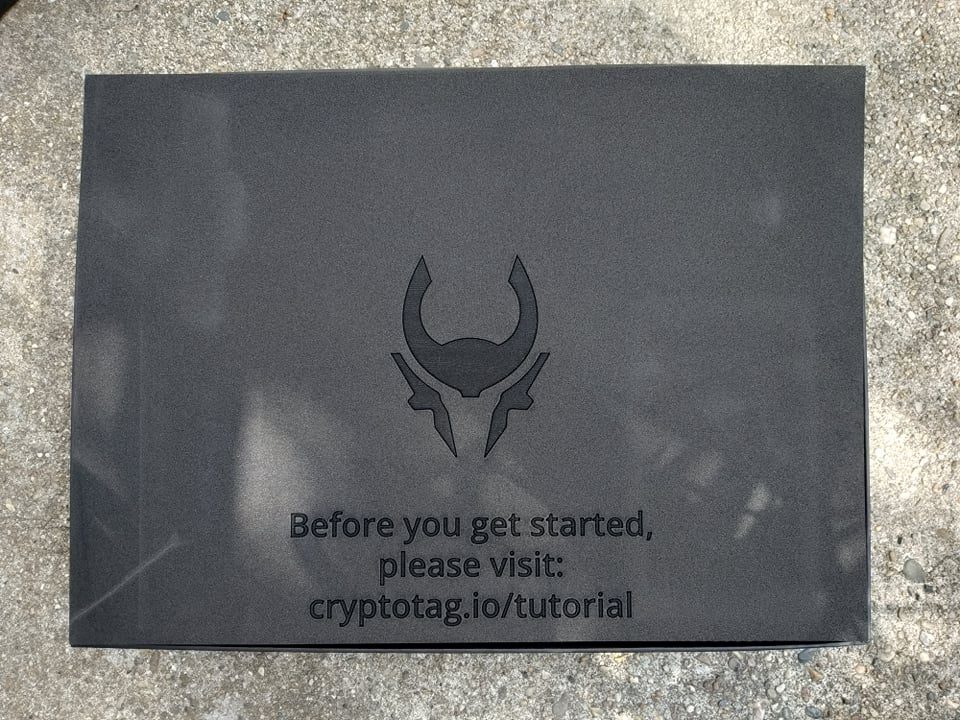 Before you get started,
please visit:
cryptotag.io/tutorial